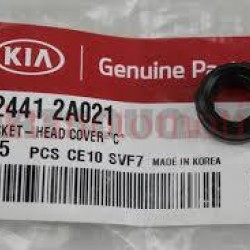 KIA Genuine Pa
2441 2A021
KET-HEAD COVER "C"
5 PCS CE10 SVF7 MADE IN KOREA